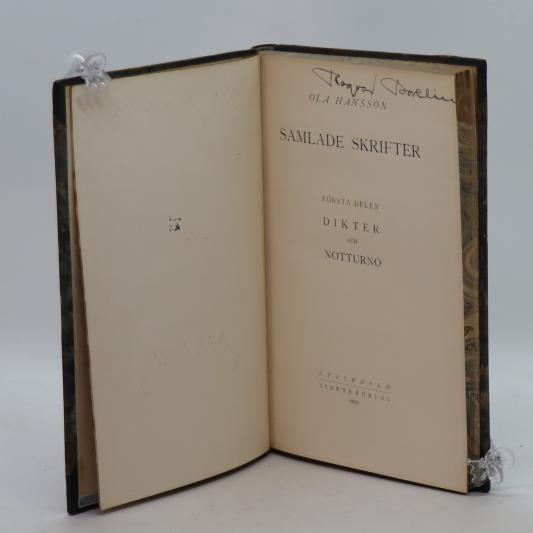 OLA HANSSON
SAMLADE SKRIFTER
FÖRSTA DELEN
DIKTER
OCH
NOTTURNO
STOCKHOLM
TIDENS FÖRLAG